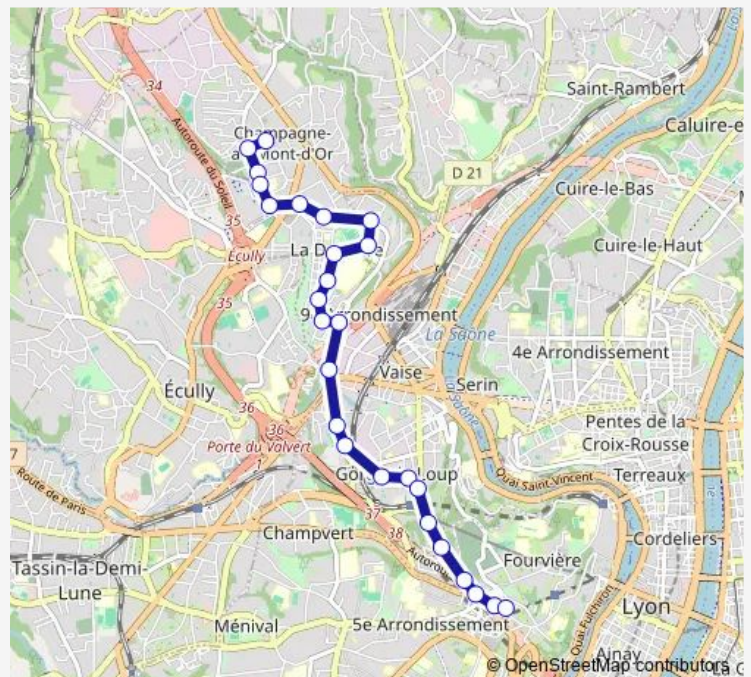 34
Saint-Rambert
Autoroute du Soleil
Champagne-
au-Mont-d'Or
Caluire-e
D 21
Cuire-le-Bas
35
Écully
Cuire-le-Haut
35
9 Arrondissement
La Saône
4e Arrondissement
Vaise
Serin
Écully
La Saône
36
Pentes de la
Croix-Rousse
36
Porte du Valvert
1
7
Route de Paris
Loup
Quai Saint-Vincent
Terreaux
37
Champvert
38
Cordeliers
Tassin-la-Demi-
Lune
Autorou
Fourvière
Ménival
5e Arrondissement
Quai Fulchiron
Lyon
Ainay
© OpenStreetMap contributors